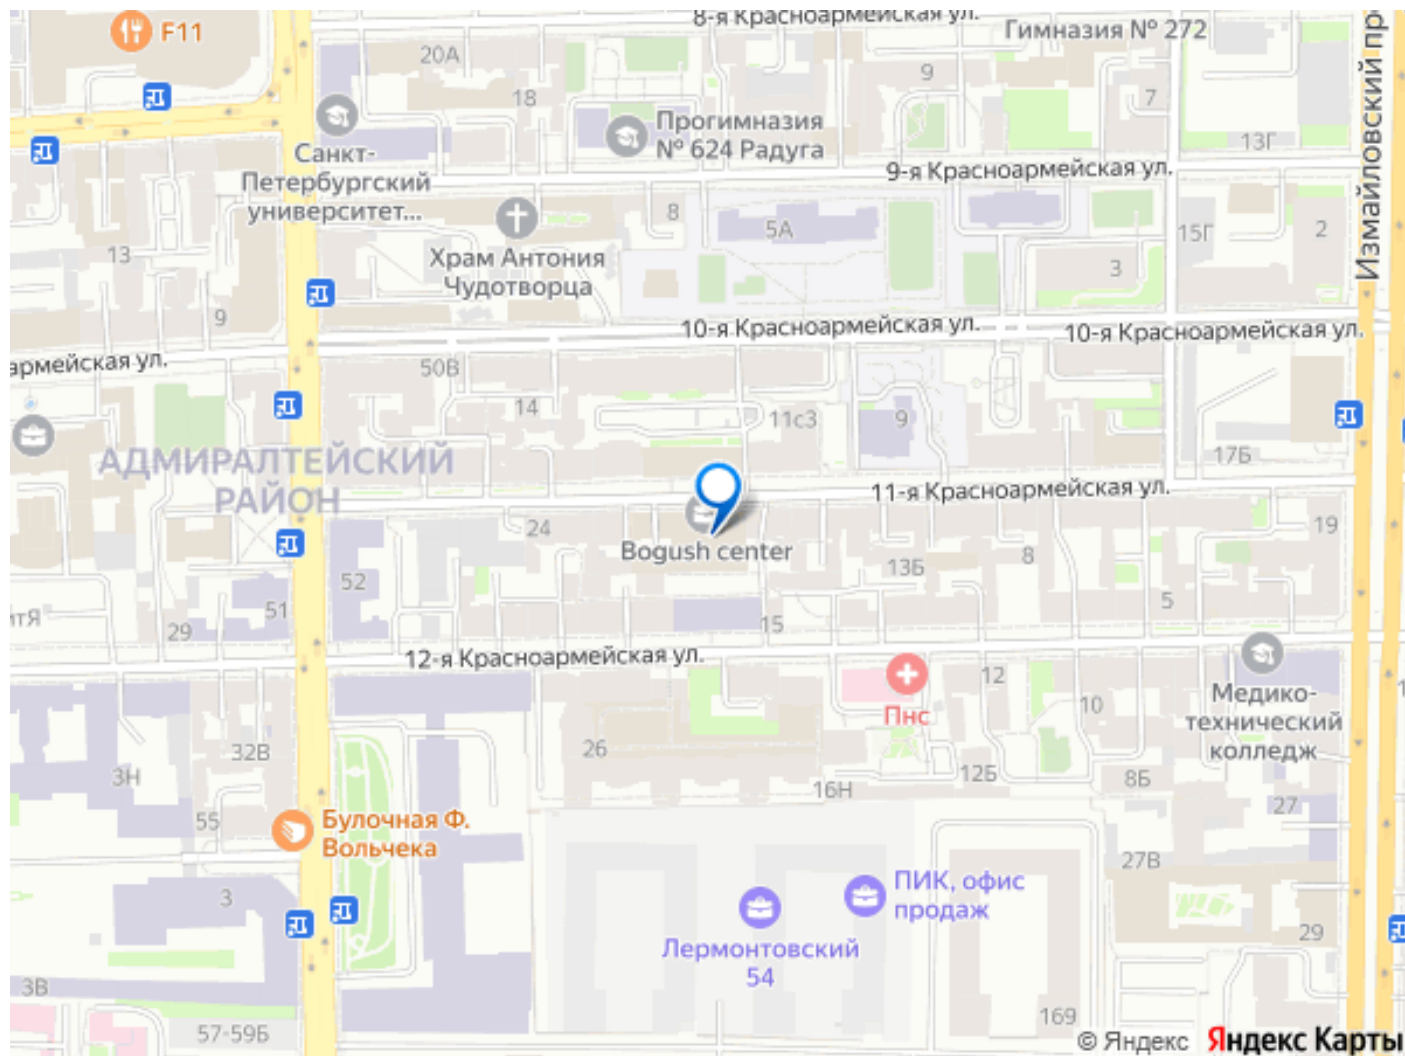 8-я Красноармейская ул.
F11
Гимназия № 272
20А
9
18
7
Прогимназия
№ 624 Радуга
13Г
Санкт-
Петербургский
университет...
9-я Красноармейская ул.
Измайловский пр
8
5А
15Г
2
13
Храм Антония
Чудотворца
3
9
10-я Красноармейская ул.
10-я Красноармейская ул.
армейская ул.
50В
14
11с3
9
17Б
АДМИРАЛТЕЙСКИЙ
РАЙОН
11-я Красноармейская ул.
24
19
Bogush center
13Б
8
52
51
5
итЯ
29
15
12-я Красноармейская ул.
12
Пнс
10
Медико-
технический
колледж
26
32В
3Н
12Б
8Б
16Н
27
55
Булочная Ф.
Вольчека
27В
3
ПИК, офис
продаж
29
Лермонтовский
54
3В
57-59Б
169
© Яндекс Яндекс Карты